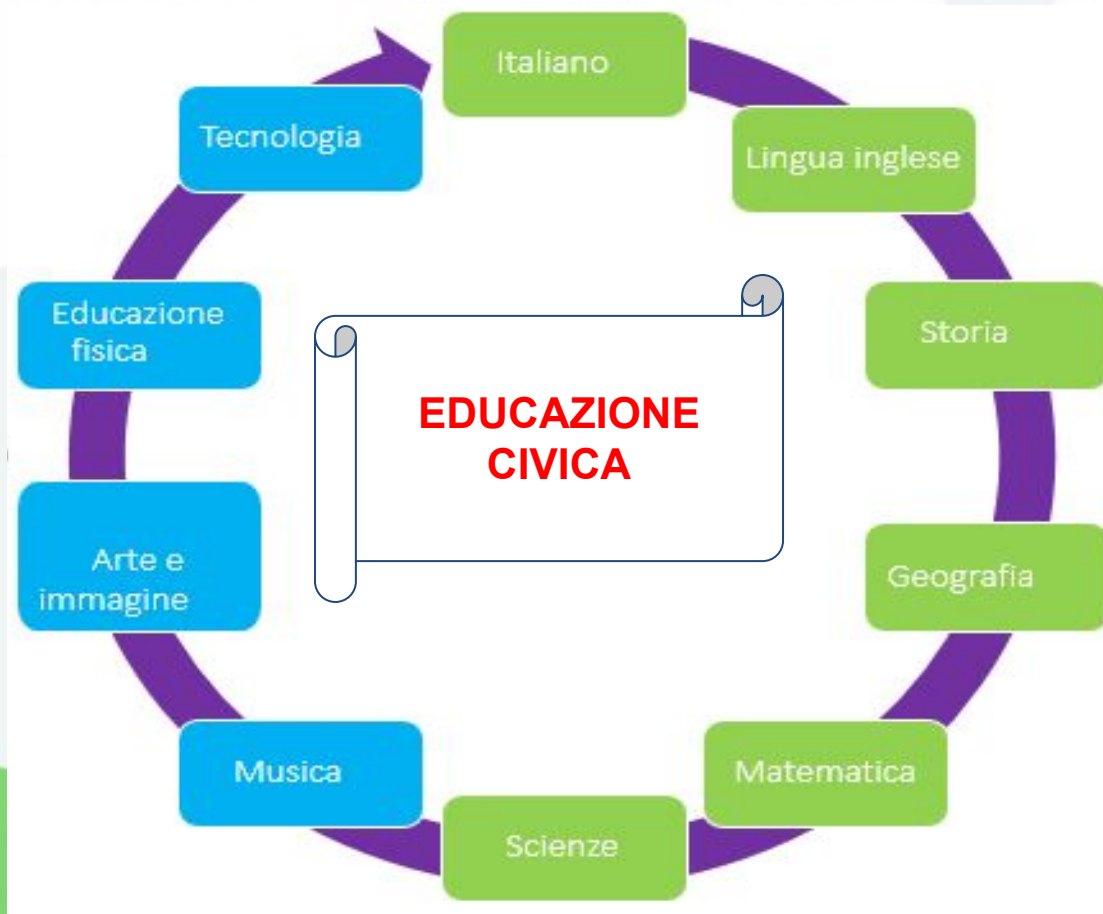 Italiano
Lingua inglese
Storia
Geografia
Matematica
Scienze
Musica
Arte e
immagine
Educazione
fisica
Tecnologia
EDUCAZIONE
CIVICA